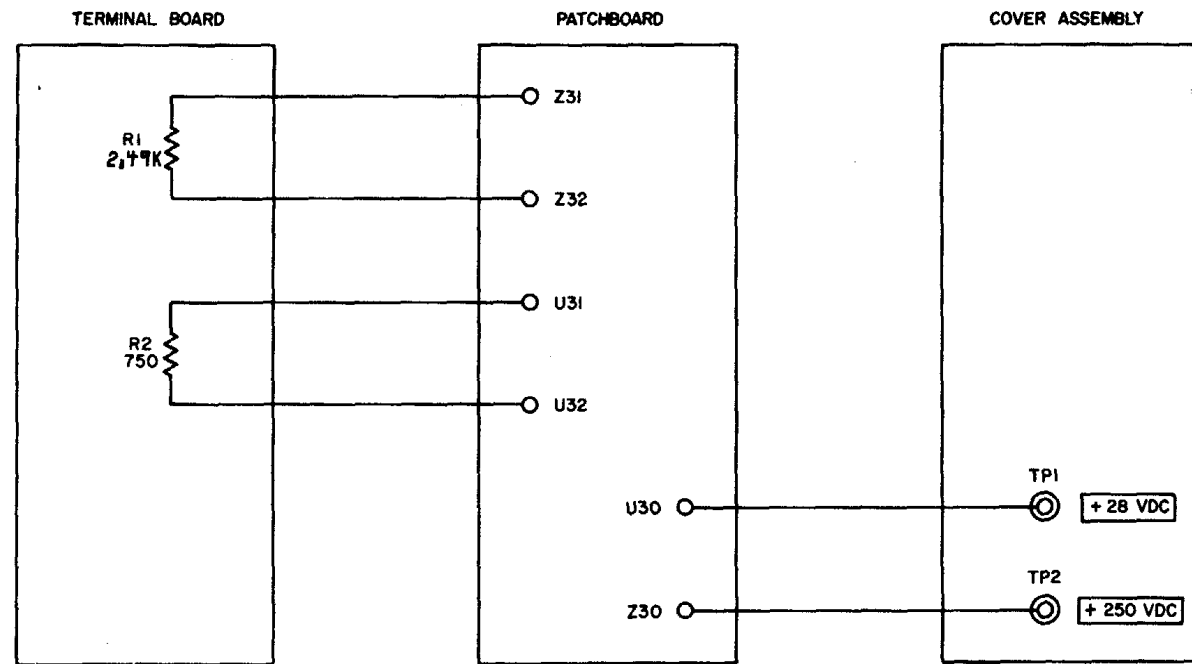 TERMINAL BOARD
PATCHBOARD
COVER ASSEMBLY
R1
2.49K
R2
750
Z31
Z32
U31
U32
U30
Z30
TP1
+ 28 VDC
TP2
+ 250 VDC